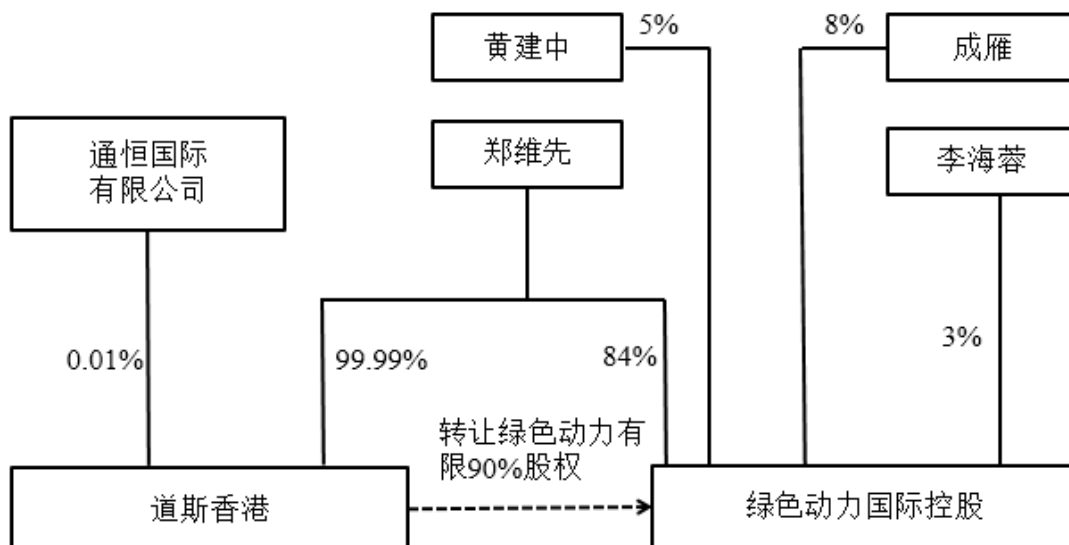 黄建中
5%
8%
成雁
通恒国际
有限公司
郑维先
李海蓉
0.01%
99.99%
84%
3%
转让绿色动力有
限90%股权
道斯香港
绿色动力国际控股